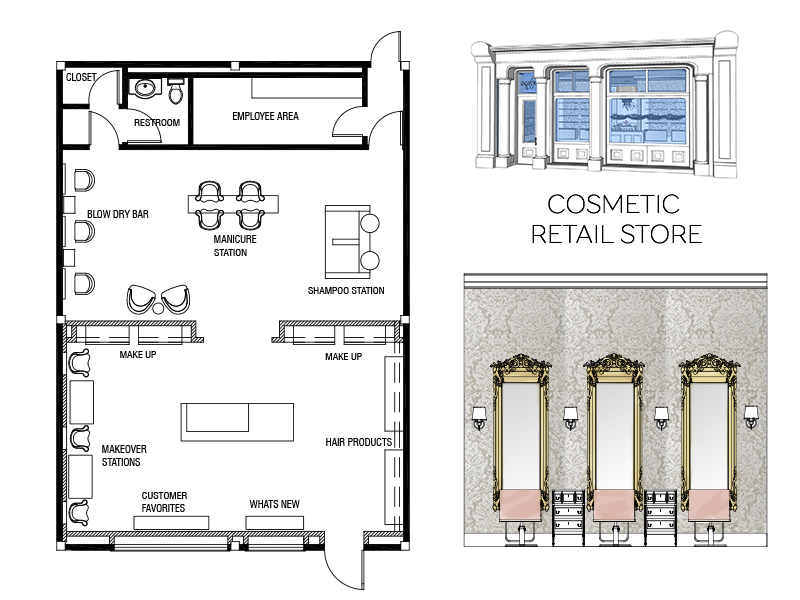 CLOSET
RESTROOM
EMPLOYEE AREA
BLOW DRY BAR
MANICURE
STATION
SHAMPOO STATION
MAKE UP
MAKE UP
MAKEOVER
STATIONS
HAIR PRODUCTS
CUSTOMER
FAVORITES
WHATS NEW
COSMETIC
RETAIL STORE